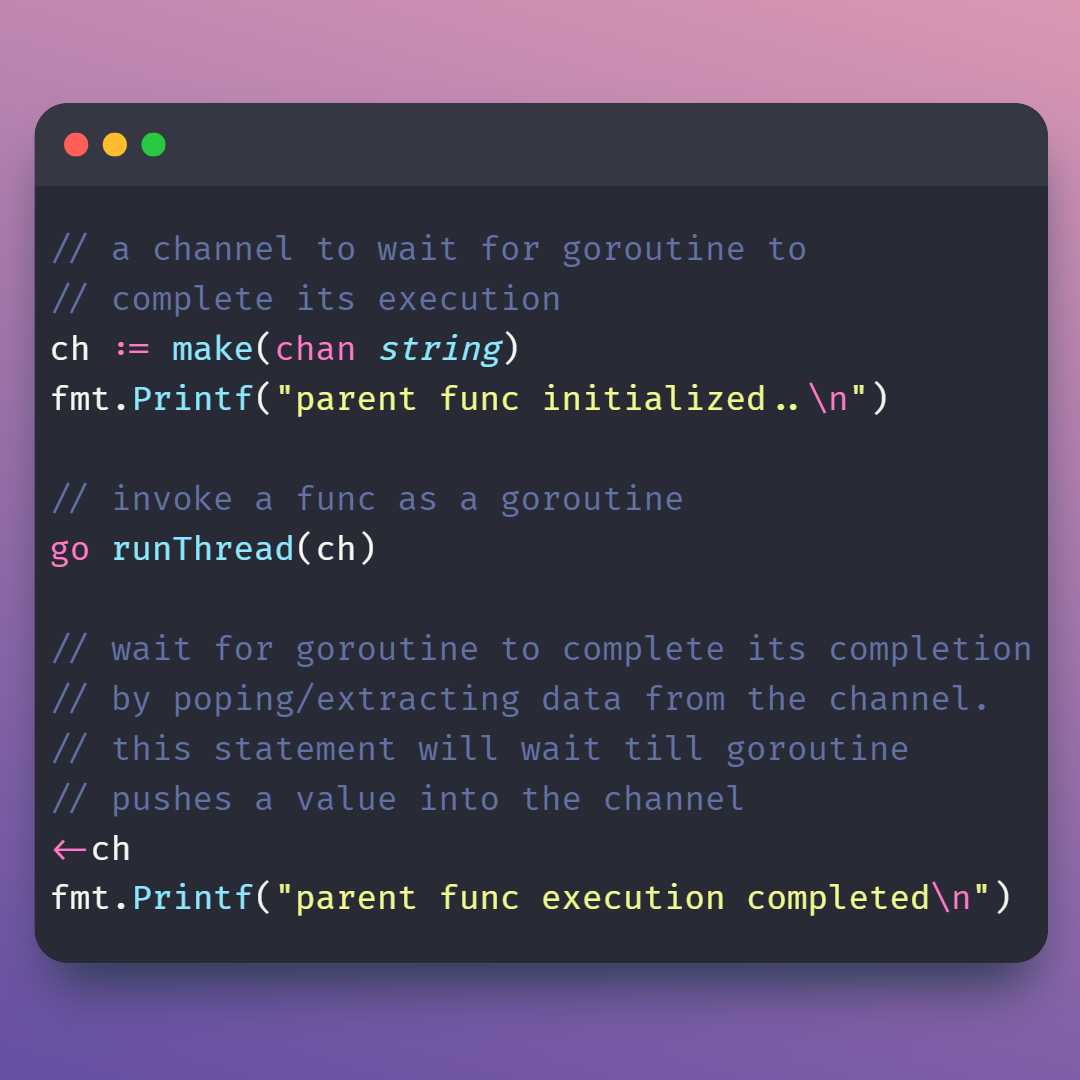 // a channel to wait for goroutine to
// complete its execution
ch := make(chan string)
fmt.Printf("parent func initialized..\n")
// invoke a func as a goroutine
go runThread(ch)
// wait for goroutine to complete its completion
// by poping/extracting data from the channel.
// this statement will wait till goroutine
// pushes a value into the channel
<-ch
fmt.Printf("parent func execution completed\n")